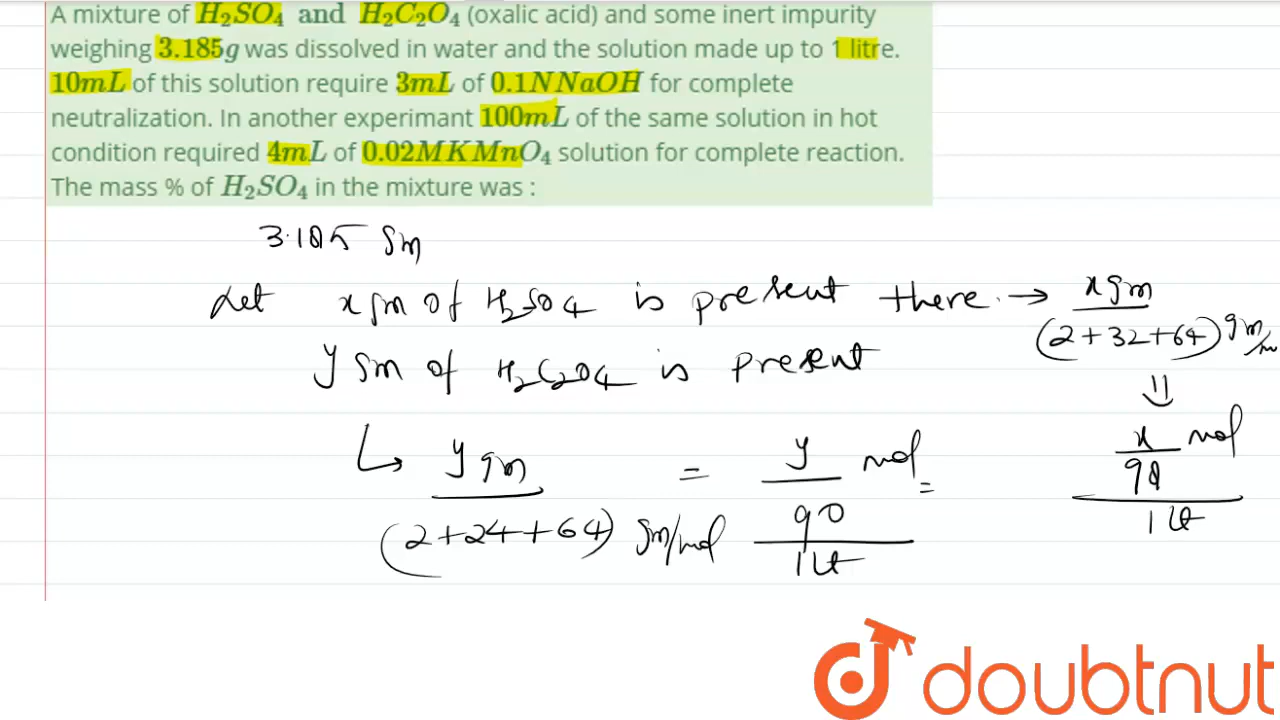 A mixture of H₂SO₄ and H₂C₂O₄ (oxalic acid) and some inert impurity
weighing 3.185g was dissolved in water and the solution made up to 1 litre.
10mL of this solution require 3mL of 0.1NNaOH for complete
neutralization. In another experimant 100mL of the same solution in hot
condition required 4mL of 0.02MKMnO₄ solution for complete reaction.
The mass % of H₂SO₄ in the mixture was :
3.185 gm
Let x gm of H₂SO₄ is present there. → x gm
(2+32+64) gm/m
y gm of H₂C₂O₄ is present
=
↳ y gm = y mol = x mol
(2+24+64) gm/mol 90 98
1 lt 1 lt
doubtnut